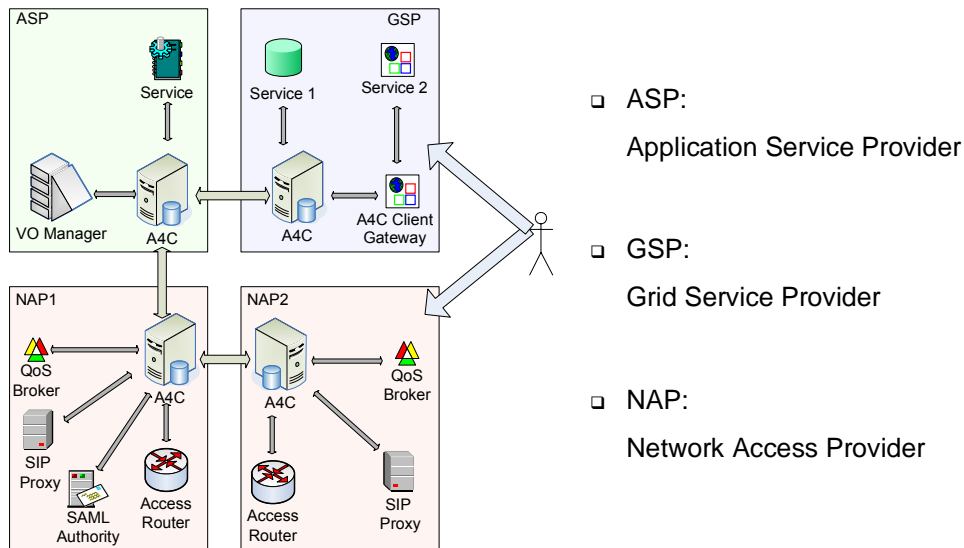 ASP
Service
VO Manager
A4C
GSP
Service 1
Service 2
A4C
A4C Client
Gateway
NAP1
QoS
Broker
A4C
SIP
Proxy
SAML
Authority
Access
Router
NAP2
A4C
QoS
Broker
Access
Router
SIP
Proxy
ASP:
Application Service Provider
GSP:
Grid Service Provider
NAP:
Network Access Provider